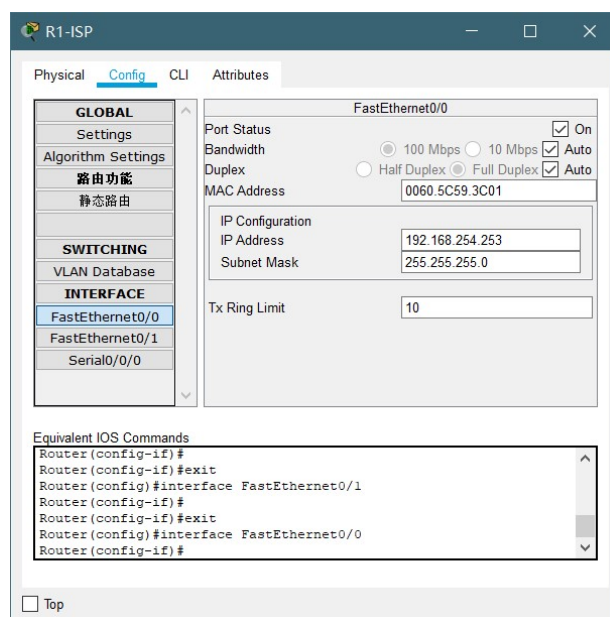 R1-ISP
Physical Config CLI Attributes
GLOBAL
Settings
Algorithm Settings
路由功能
静态路由
SWITCHING
VLAN Database
INTERFACE
FastEthernet0/0
FastEthernet0/1
Serial0/0/0
FastEthernet0/0
Port Status On
Bandwidth 100 Mbps 10 Mbps Auto
Duplex Half Duplex Full Duplex Auto
MAC Address 0060.5C59.3C01
IP Configuration
IP Address 192.168.254.253
Subnet Mask 255.255.255.0
Tx Ring Limit 10
Equivalent IOS Commands
Router(config-if)#
Router(config-if)#exit
Router(config)#interface FastEthernet0/1
Router(config-if)#
Router(config-if)#exit
Router(config)#interface FastEthernet0/0
Router(config-if)#
Top